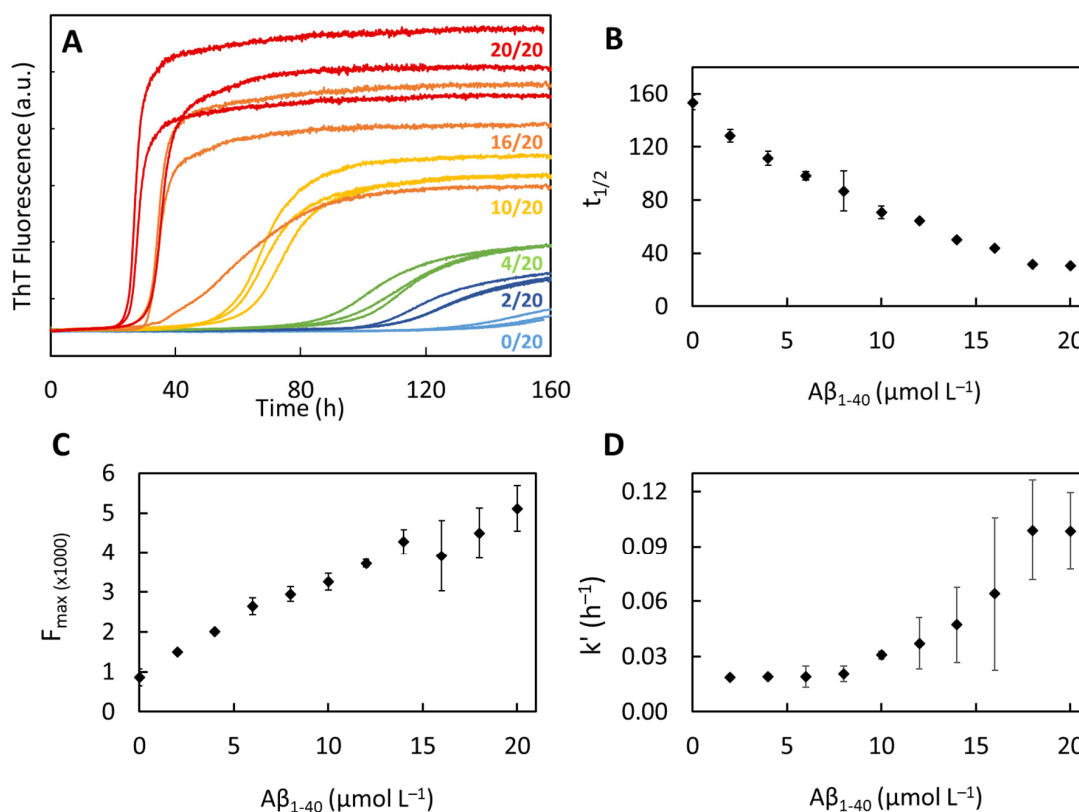 A
ThT Fluorescence (a.u.)
20/20
16/20
10/20
4/20
2/20
0/20
0 40 80 120 160
Time (h)
B
t1/2
160
120
80
40
0
0 5 10 15 20
Aβ1-40 (µmol L−1)
C
Fmax (x1000)
6
5
4
3
2
1
0
0 5 10 15 20
Aβ1-40 (µmol L−1)
D
k' (h−1)
0.12
0.09
0.06
0.03
0.00
0 5 10 15 20
Aβ1-40 (µmol L−1)